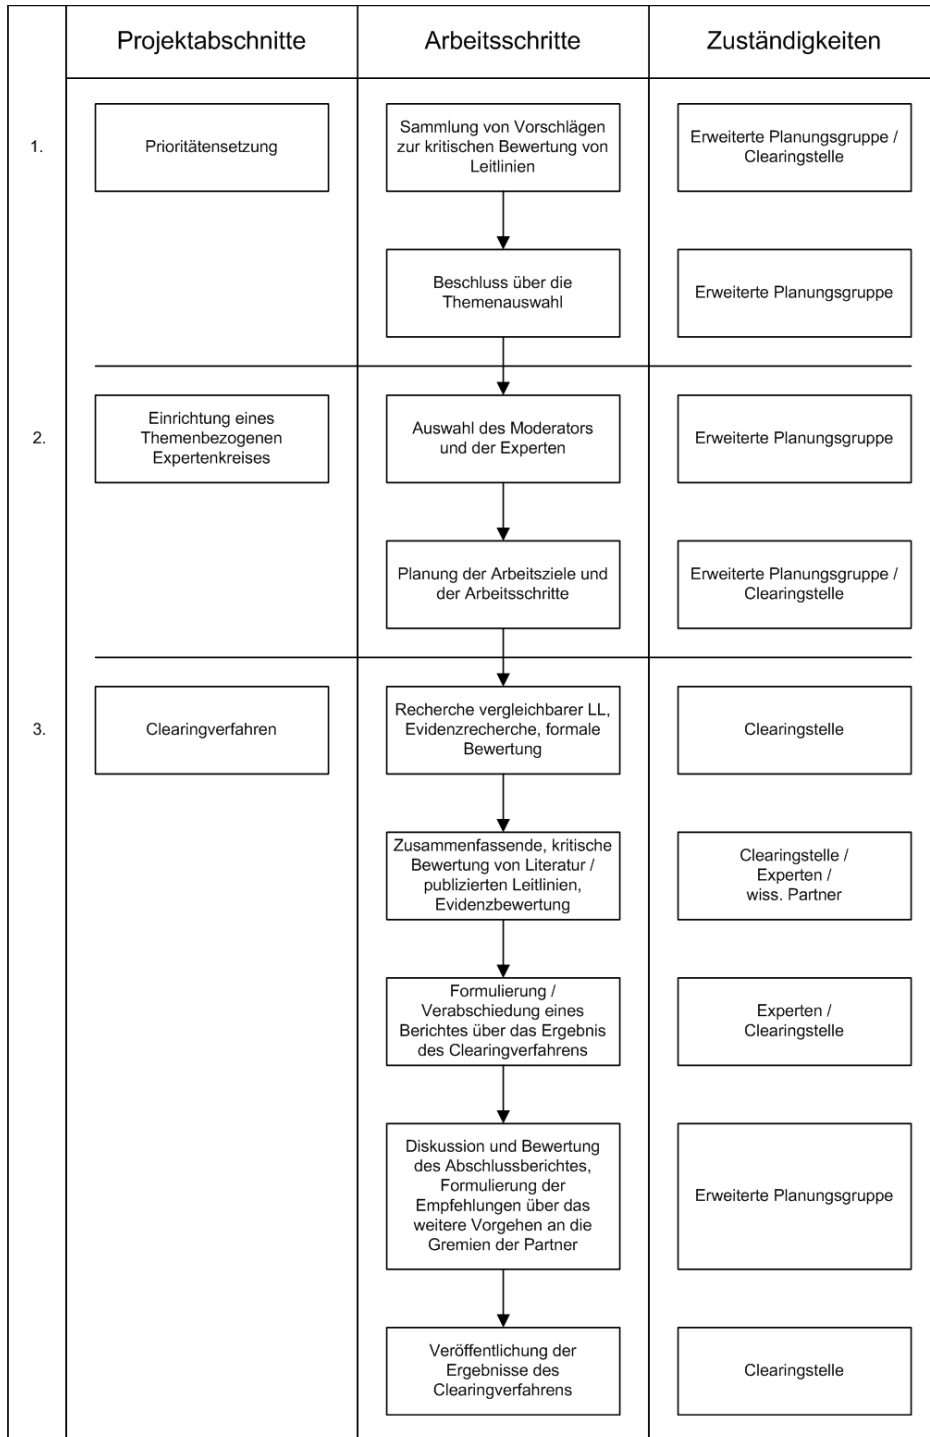 Projektabschnitte
Arbeitsschritte
Zuständigkeiten
1.
Prioritätensetzung
Sammlung von Vorschlägen
zur kritischen Bewertung von
Leitlinien
Erweiterte Planungsgruppe /
Clearingstelle
Beschluss über die
Themenauswahl
Erweiterte Planungsgruppe
2.
Einrichtung eines
Themenbezogenen
Expertenkreises
Auswahl des Moderators
und der Experten
Erweiterte Planungsgruppe
Planung der Arbeitsziele und
der Arbeitsschritte
Erweiterte Planungsgruppe /
Clearingstelle
3.
Clearingverfahren
Recherche vergleichbarer LL,
Evidenzrecherche, formale
Bewertung
Clearingstelle
Zusammenfassende, kritische
Bewertung von Literatur /
publizierten Leitlinien,
Evidenzbewertung
Clearingstelle /
Experten /
wiss. Partner
Formulierung /
Verabschiedung eines
Berichtes über das Ergebnis
des Clearingverfahrens
Experten /
Clearingstelle
Diskussion und Bewertung
des Abschlussberichtes,
Formulierung der
Empfehlungen über das
weitere Vorgehen an die
Gremien der Partner
Erweiterte Planungsgruppe
Veröffentlichung der
Ergebnisse des
Clearingverfahrens
Clearingstelle